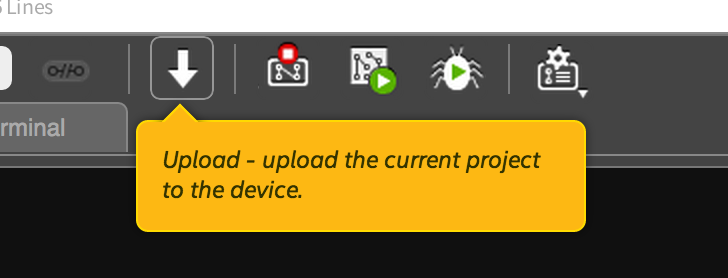 Lines
rminal
Upload - upload the current project
to the device.